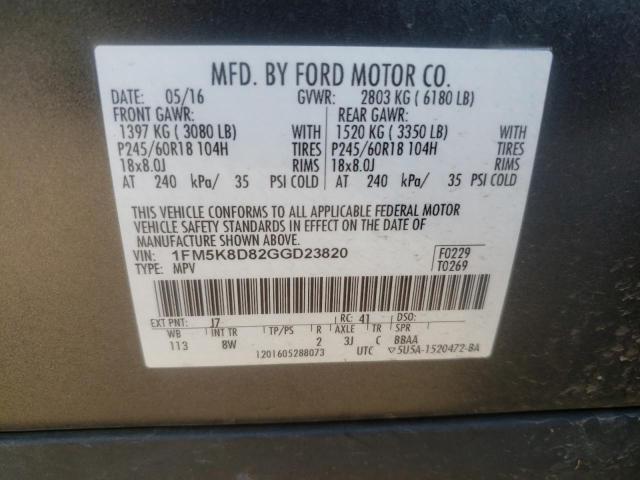 MFD. BY FORD MOTOR CO.
DATE: 05/16 GVWR: 2803 KG ( 6180 LB)
FRONT GAWR: REAR GAWR:
1397 KG ( 3080 LB) WITH 1520 KG ( 3350 LB) WITH
P245/60R18 104H TIRES P245/60R18 104H TIRES
18x8.0J RIMS 18x8.0J RIMS
AT 240 kPa/ 35 PSI COLD AT 240 kPa/ 35 PSI COLD
THIS VEHICLE CONFORMS TO ALL APPLICABLE FEDERAL MOTOR
VEHICLE SAFETY STANDARDS IN EFFECT ON THE DATE OF
MANUFACTURE SHOWN ABOVE.
VIN: 1FM5K8D82GGD23820 F0229
TYPE: MPV T0269
EXT PNT: J7 RC: 41 DSO:
WB INT TR TP/PS R AXLE TR SPR
113 8W 2 3J C BBAA
1201605288073 UTC ▽5U5A-1520472-BA